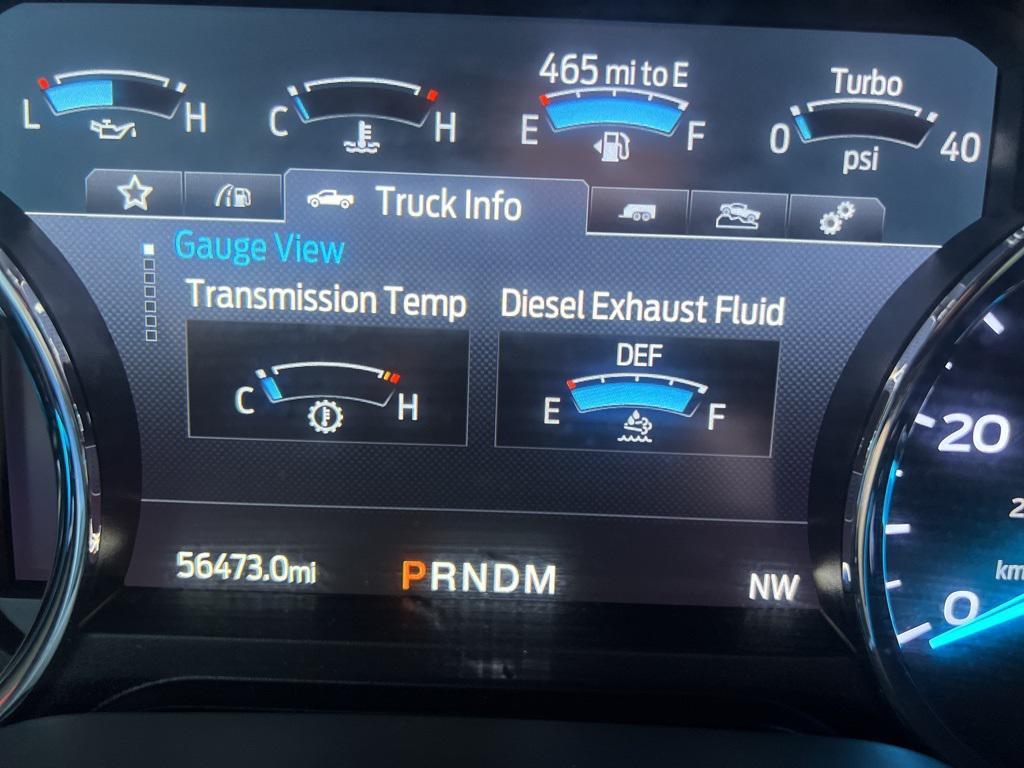 465 mi to E
Turbo
L H
C H
E F
0 40
psi
Truck Info
Gauge View
Transmission Temp
Diesel Exhaust Fluid
DEF
C H
E F
20
0
56473.0mi
PRNDM
NW